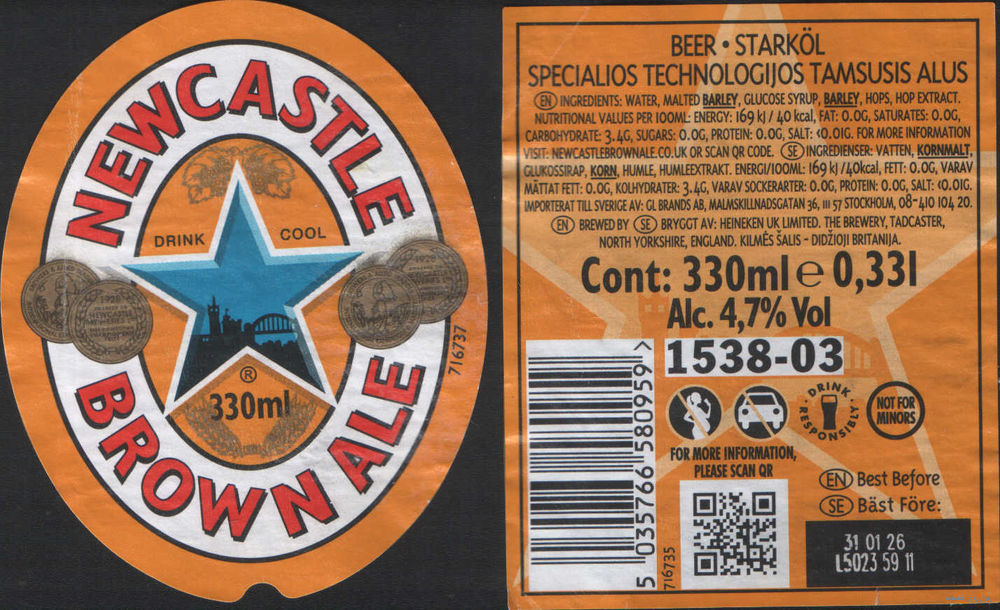 NEWCASTLE
DRINK COOL
1928
1928
®
330ml
BROWN ALE
716737
BEER • STARKÖL
SPECIALIOS TECHNOLOGIJOS TAMSUSIS ALUS
EN INGREDIENTS: WATER, MALTED BARLEY, GLUCOSE SYRUP, BARLEY, HOPS, HOP EXTRACT.
NUTRITIONAL VALUES PER 100ML: ENERGY: 169 kJ / 40 kcal, FAT: 0.0G, SATURATES: 0.0G,
CARBOHYDRATE: 3.4G, SUGARS: 0.0G, PROTEIN: 0.0G, SALT: <0.01G. FOR MORE INFORMATION
VISIT: NEWCASTLEBROWNALE.CO.UK OR SCAN QR CODE. SE INGREDIENSER: VATTEN, KORNMALT,
GLUKOSSIRAP, KORN, HUMLE, HUMLEEXTRAKT. ENERGI/100ML: 169 kJ /40kcal, FETT: 0.0G, VARAV
MÄTTAT FETT: 0.0G, KOLHYDRATER: 3.4G, VARAV SOCKERARTER: 0.0G, PROTEIN: 0.0G, SALT: <0.01G.
IMPORTERAT TILL SVERIGE AV: GL BRANDS AB, MALMSKILLNADSGATAN 36, 111 57 STOCKHOLM, 08-410 104 20.
EN BREWED BY SE BRYGGT AV: HEINEKEN UK LIMITED. THE BREWERY, TADCASTER,
NORTH YORKSHIRE, ENGLAND. KILMĖS ŠALIS - DIDŽIOJI BRITANIJA.
Cont: 330ml e 0,33l
Alc. 4,7% Vol
1538-03
5 035766 580959 >
DRINK RESPONSIBLY
NOT FOR
MINORS
FOR MORE INFORMATION,
PLEASE SCAN QR
716735
EN Best Before
SE Bäst Före:
31 01 26
L5023 59 11